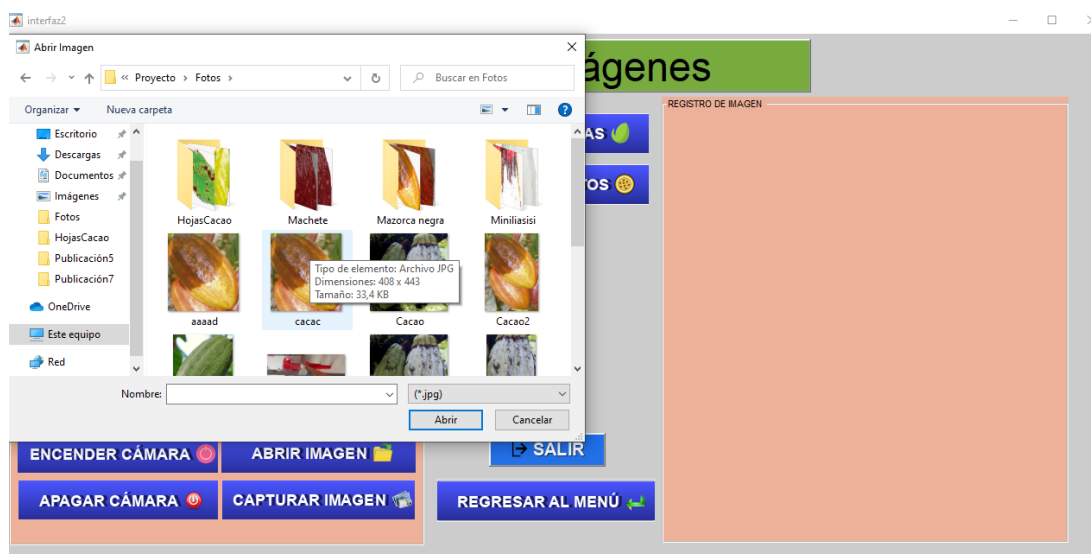 interfaz2
Abrir Imagen
« Proyecto > Fotos >
Buscar en Fotos
ágenes
Organizar
Nueva carpeta
REGISTRO DE IMAGEN
Escritorio
Descargas
Documentos
Imágenes
Fotos
HojasCacao
Publicación5
Publicación7
OneDrive
Este equipo
Red
AS
OS
HojasCacao
Machete
Mazorca negra
Miniliasisi
Tipo de elemento: Archivo JPG
Dimensiones: 408 x 443
Tamaño: 33,4 KB
aaaad
cacac
Cacao
Cacao2
Nombre:
(*.jpg)
Abrir
Cancelar
ENCENDER CÁMARA
ABRIR IMAGEN
SALIR
APAGAR CÁMARA
CAPTURAR IMAGEN
REGRESAR AL MENÚ